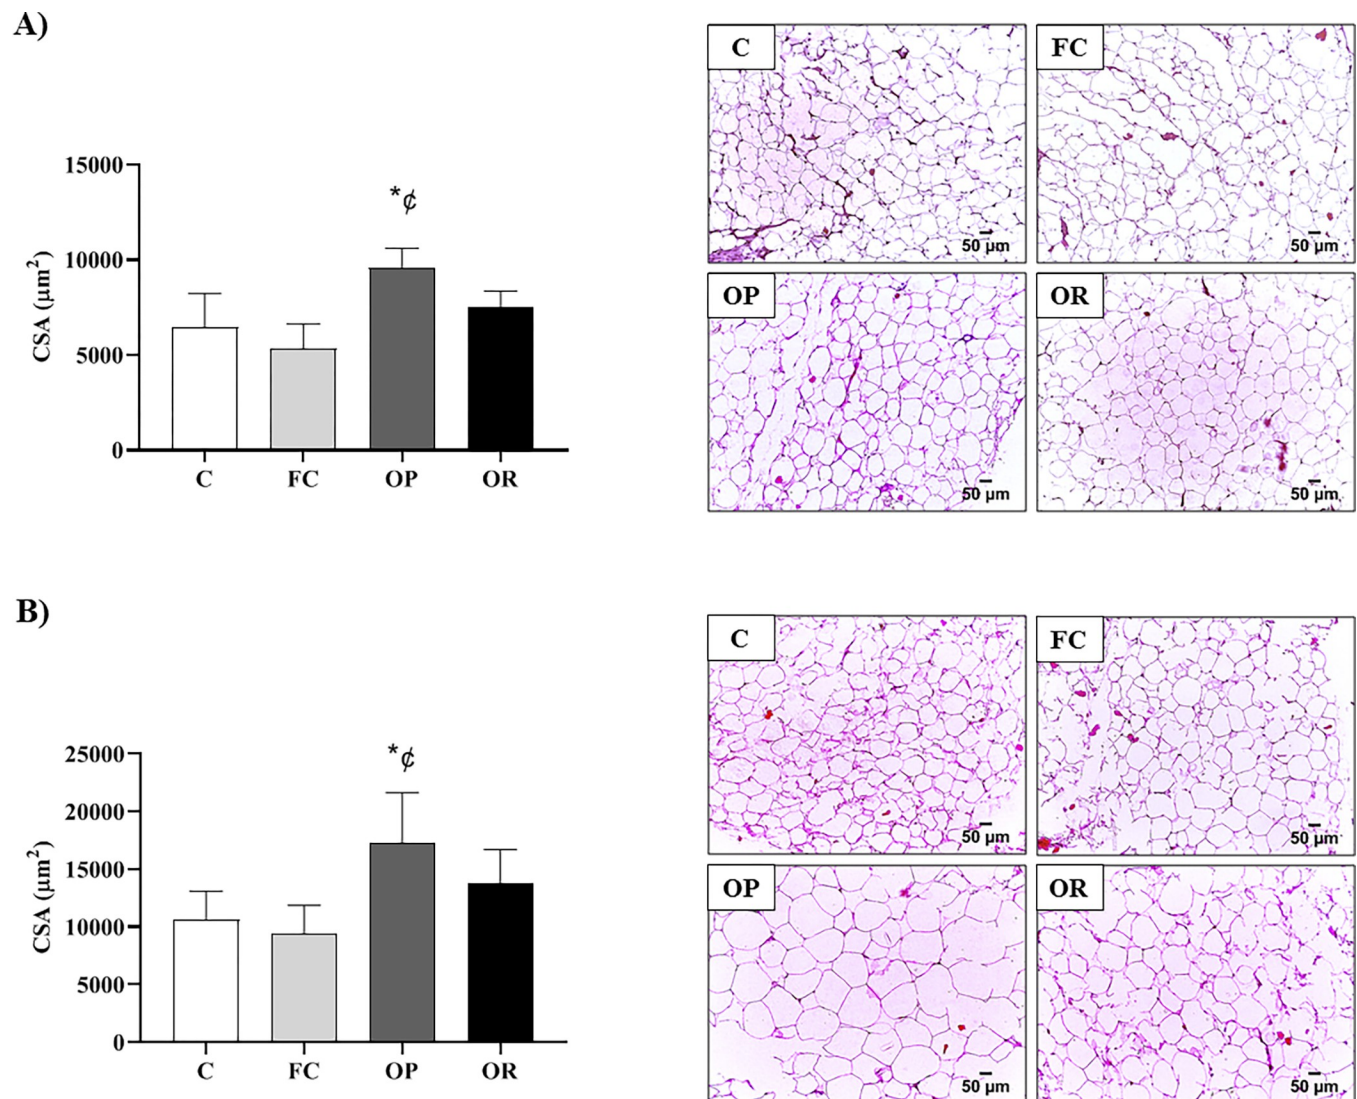 A)
15000
10000
5000
0
CSA (µm²)
*¢
C FC OP OR
C
50 µm
FC
50 µm
OP
50 µm
OR
50 µm
B)
25000
20000
15000
10000
5000
0
CSA (µm²)
*¢
C FC OP OR
C
50 µm
FC
50 µm
OP
50 µm
OR
50 µm